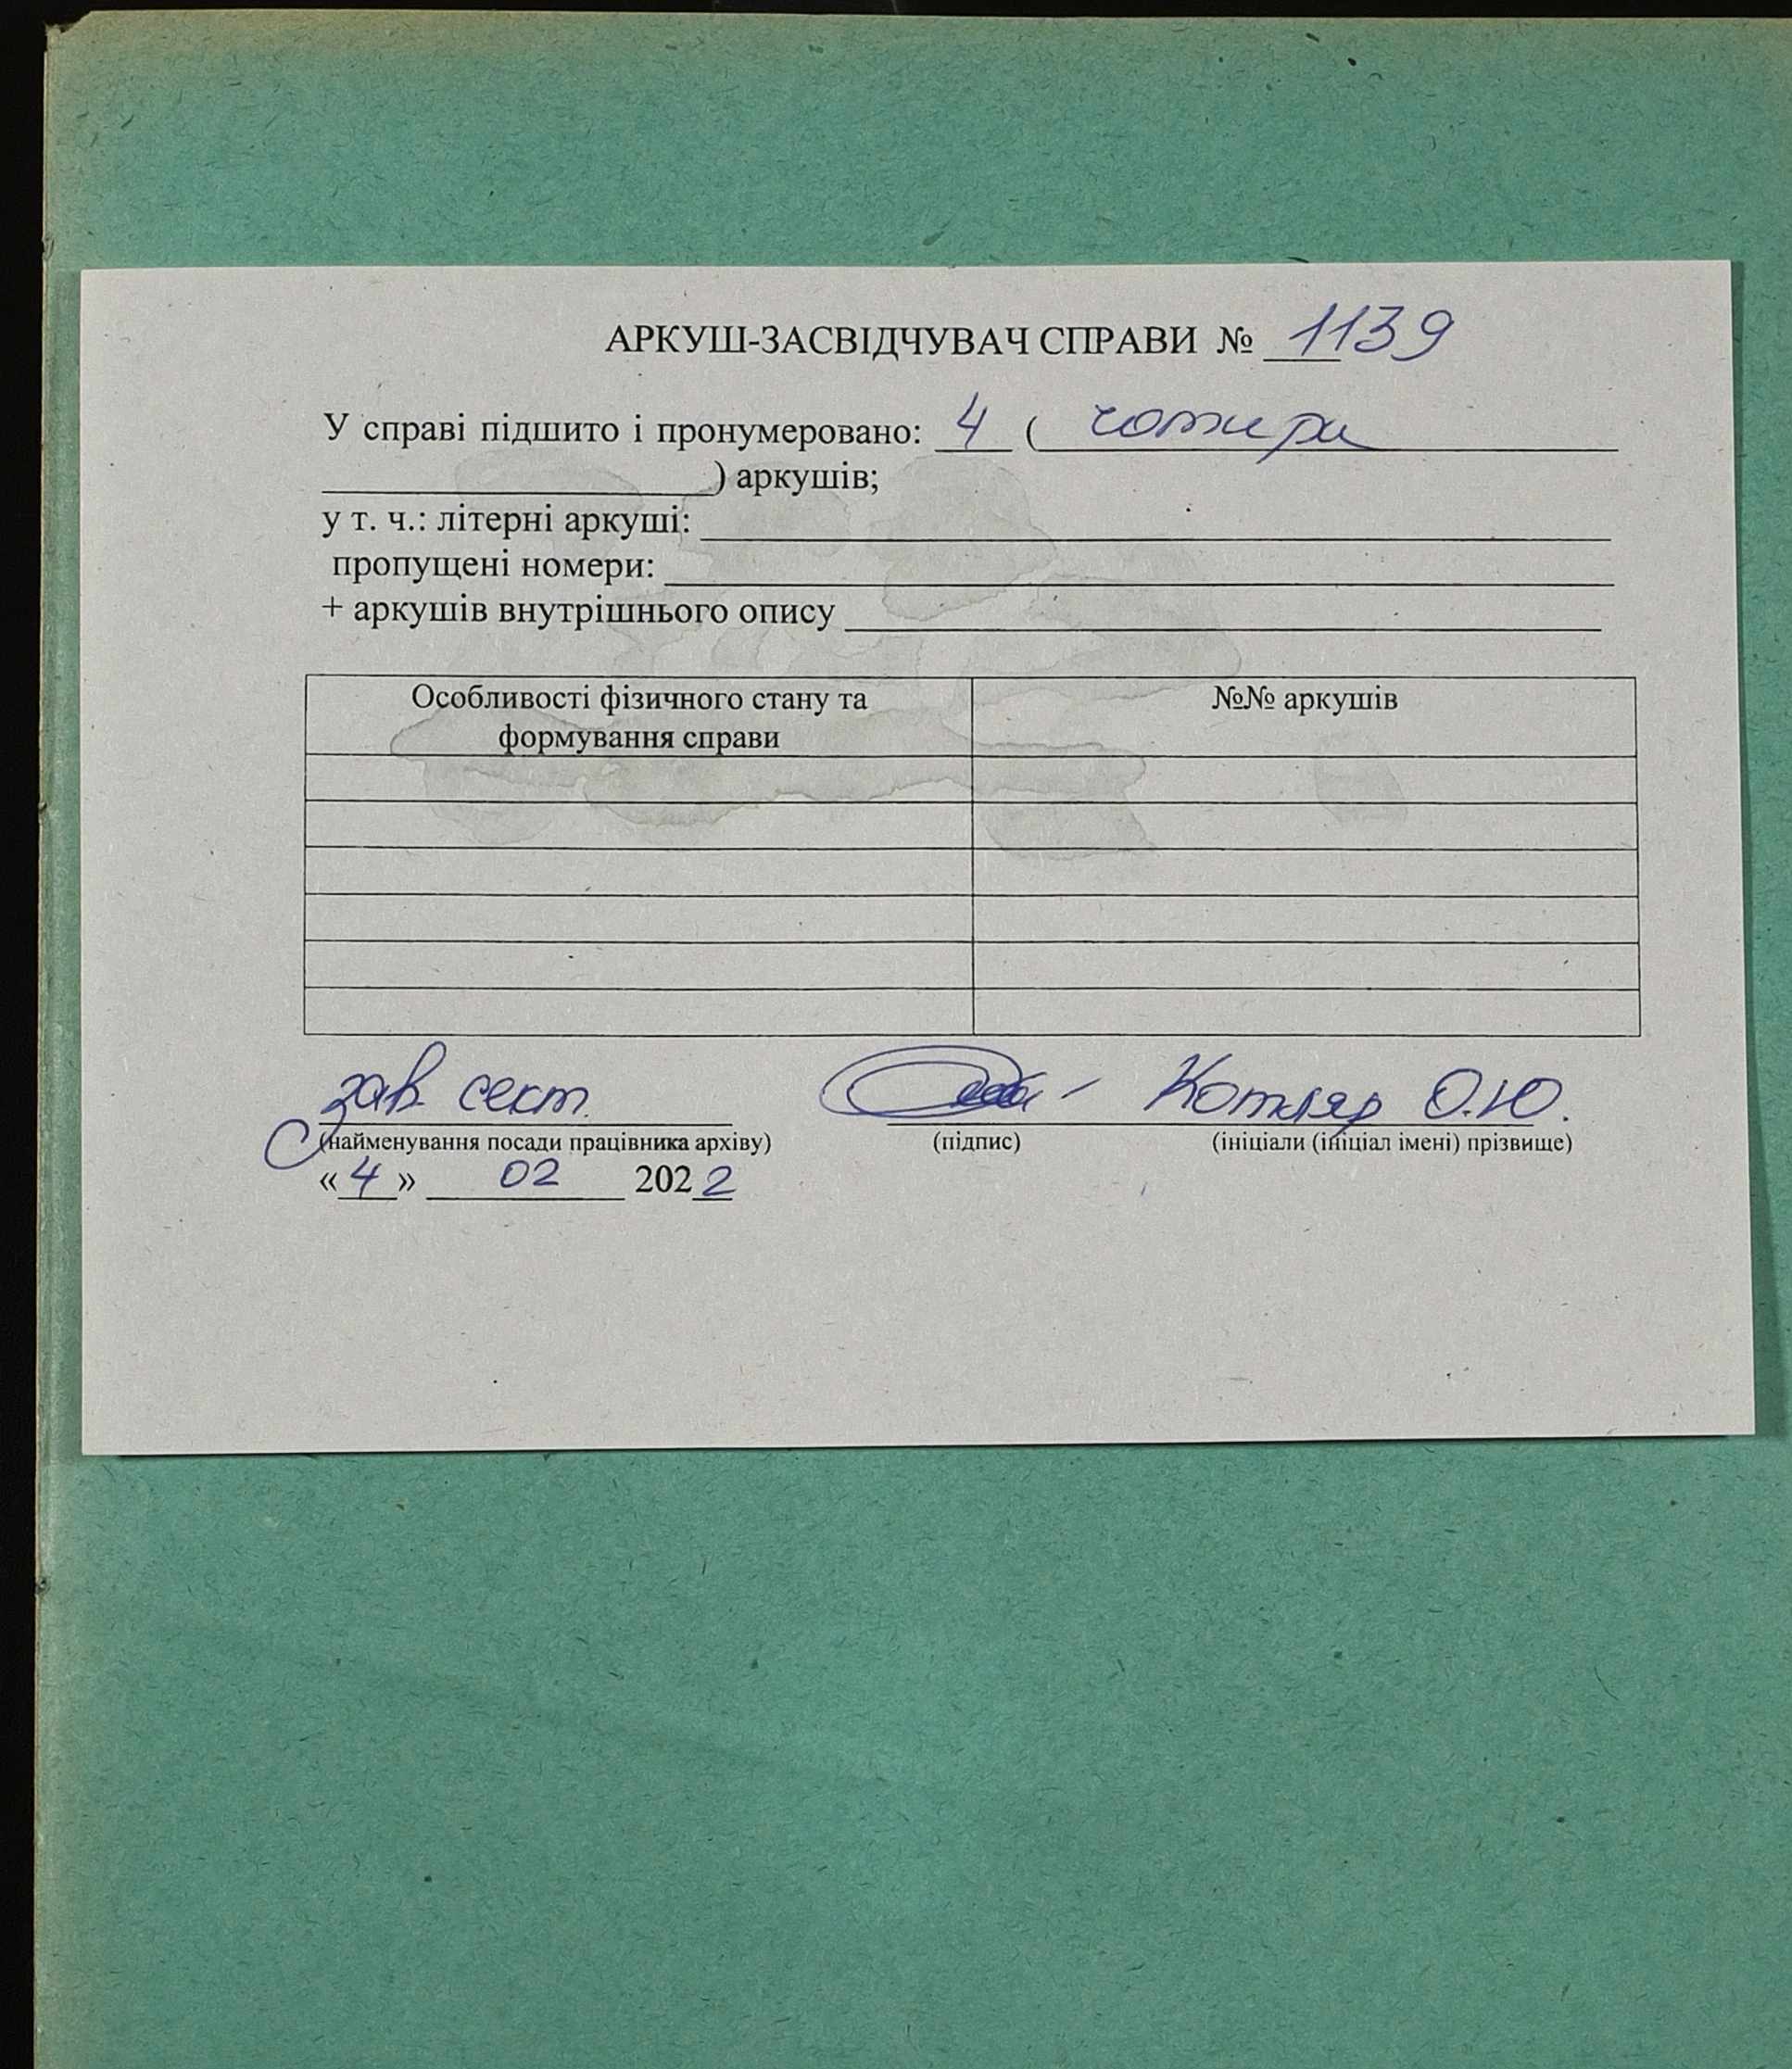 АРКУШ-ЗАСВІДЧУВАЧ СПРАВИ № 1139
У справі підшито і пронумеровано: 4 ( чотири
) аркушів;
у т. ч.: літерні аркуші:
пропущені номери:
+ аркушів внутрішнього опису
Особливості фізичного стану та формування справи
№№ аркушів
зав. сект. Котляр О.Ю.
(найменування посади працівника архіву) (підпис) (ініціали (ініціал імені) прізвище)
«4» 02 2022